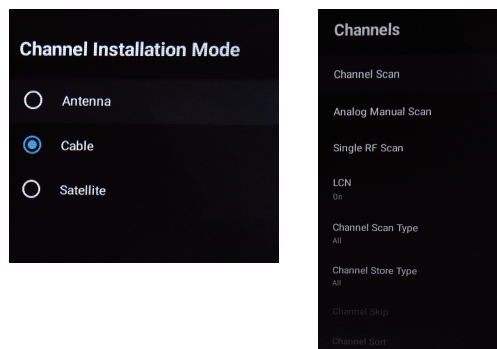 Channel Installation Mode
Antenna
Cable
Satellite
Channels
Channel Scan
Analog Manual Scan
Single RF Scan
LCN
On
Channel Scan Type
All
Channel Store Type
All
Channel Skip
Channel Sort